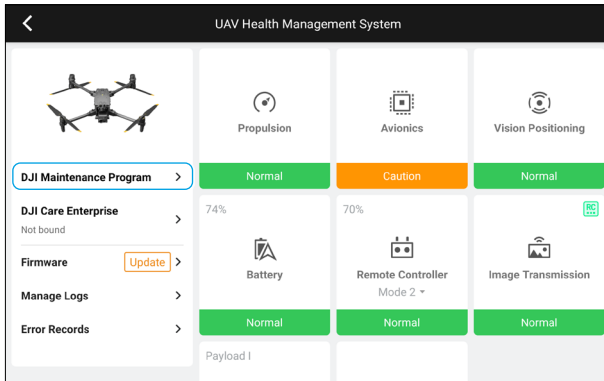 UAV Health Management System
DJI Maintenance Program
DJI Care Enterprise
Not bound
Firmware Update
Manage Logs
Error Records
Propulsion
Normal
Avionics
Caution
Vision Positioning
Normal
74%
Battery
Normal
70%
Remote Controller
Mode 2
Normal
RC
Image Transmission
Normal
Payload I